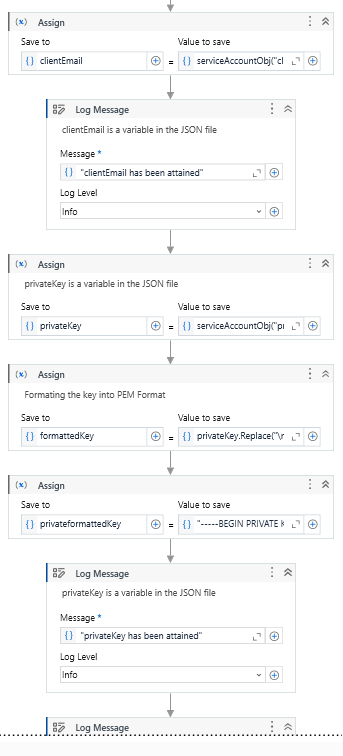 Assign
Save to Value to save
clientEmail = serviceAccountObj("cl
Log Message
clientEmail is a variable in the JSON file
Message *
"clientEmail has been attained"
Log Level
Info
Assign
privateKey is a variable in the JSON file
Save to Value to save
privateKey = serviceAccountObj("pr
Assign
Formating the key into PEM Format
Save to Value to save
formattedKey = privateKey.Replace("\r
Assign
Save to Value to save
privateformattedKey = "-----BEGIN PRIVATE K
Log Message
privateKey is a variable in the JSON file
Message *
"privateKey has been attained"
Log Level
Info
Log Message